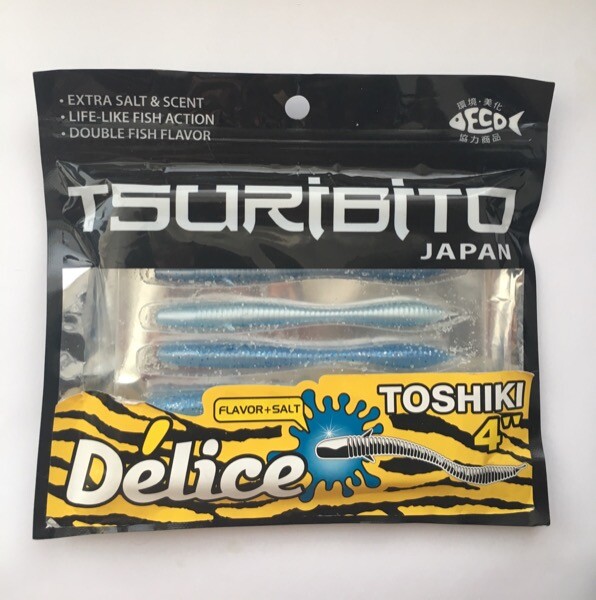 • EXTRA SALT & SCENT
• LIFE-LIKE FISH ACTION
• DOUBLE FISH FLAVOR
環境・美化
ECO
協力商品
TSURIBITO
JAPAN
FLAVOR+SALT
TOSHIKI
4"
Délice